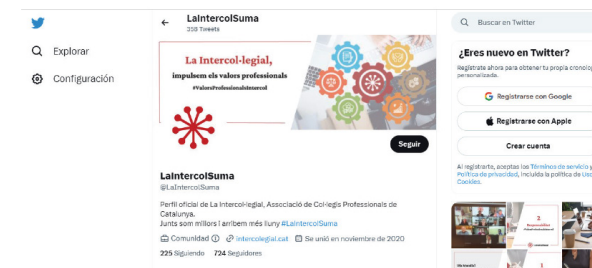 LaIntercolSuma
Buscar en Twitter
Explorar
Configuración
La Intercol·legial,
impulsem els valors professionals
#ValorsProfessionalsIntercol
Seguir
LaIntercolSuma
@LaIntercolSuma
Perfil oficial de La Intercol·legial, Associació de Col·legis Professionals de
Catalunya.
Junts som millors i arribem més lluny #LaIntercolSuma
Comunidad intercolegial.cat Se unió en noviembre de 2020
225 Siguiendo 724 Seguidores
¿Eres nuevo en Twitter?
Regístrate ahora para obtener tu propia
personalizada.
Registrarse con Google
Registrarse con Apple
Crear cuenta
Al registrarte, aceptas los Términos de servicio y
Política de privacidad, incluida la política de
Cookies.
2
Responsabilidad